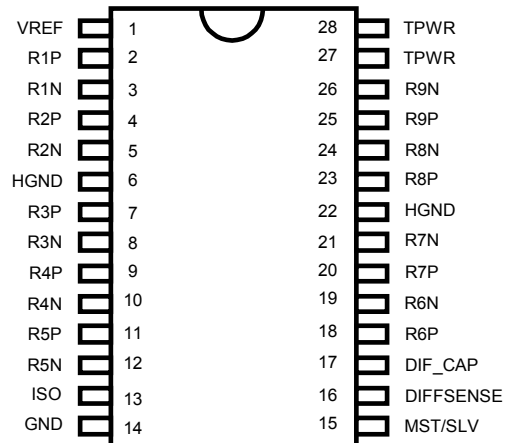 VREF 1 28 TPWR
R1P 2 27 TPWR
R1N 3 26 R9N
R2P 4 25 R9P
R2N 5 24 R8N
HGND 6 23 R8P
R3P 7 22 HGND
R3N 8 21 R7N
R4P 9 20 R7P
R4N 10 19 R6N
R5P 11 18 R6P
R5N 12 17 DIF_CAP
ISO 13 16 DIFFSENSE
GND 14 15 MST/SLV